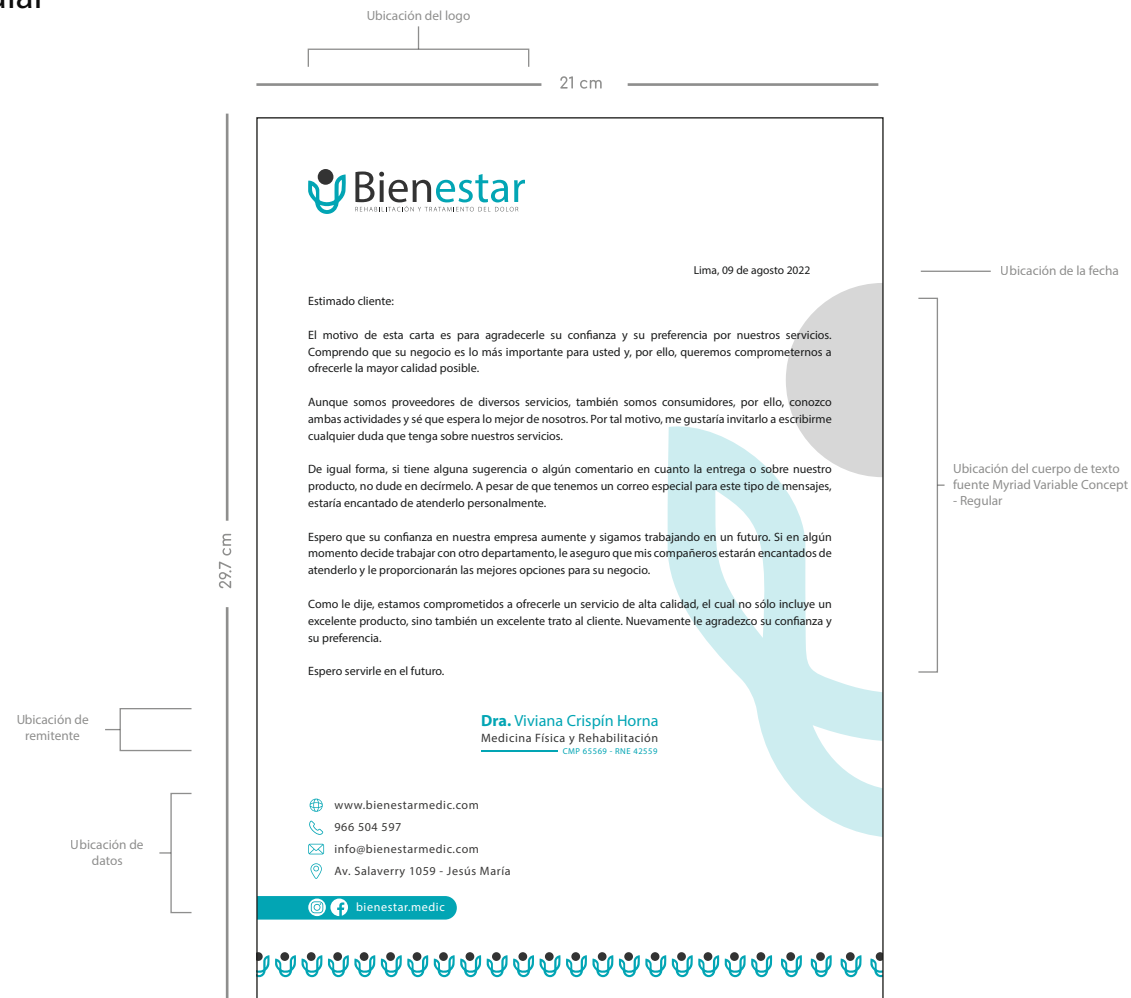 Ubicación del logo
21 cm
29.7 cm
Bienestar
REHABILITACIÓN Y TRATAMIENTO DEL DOLOR
Lima, 09 de agosto 2022
Ubicación de la fecha
Estimado cliente:
El motivo de esta carta es para agradecerle su confianza y su preferencia por nuestros servicios.
Comprendo que su negocio es lo más importante para usted y, por ello, queremos comprometernos a
ofrecerle la mayor calidad posible.
Aunque somos proveedores de diversos servicios, también somos consumidores, por ello, conozco
ambas actividades y sé que espera lo mejor de nosotros. Por tal motivo, me gustaría invitarlo a escribirme
cualquier duda que tenga sobre nuestros servicios.
De igual forma, si tiene alguna sugerencia o algún comentario en cuanto la entrega o sobre nuestro
producto, no dude en decírmelo. A pesar de que tenemos un correo especial para este tipo de mensajes,
estaría encantado de atenderlo personalmente.
Espero que su confianza en nuestra empresa aumente y sigamos trabajando en un futuro. Si en algún
momento decide trabajar con otro departamento, le aseguro que mis compañeros estarán encantados de
atenderlo y le proporcionarán las mejores opciones para su negocio.
Como le dije, estamos comprometidos a ofrecerle un servicio de alta calidad, el cual no sólo incluye un
excelente producto, sino también un excelente trato al cliente. Nuevamente le agradezco su confianza y
su preferencia.
Espero servirle en el futuro.
Ubicación del cuerpo de texto
fuente Myriad Variable Concept
- Regular
Ubicación de
remitente
Dra. Viviana Crispín Horna
Medicina Física y Rehabilitación
CMP 65569 - RNE 42559
Ubicación de
datos
www.bienestarmedic.com
966 504 597
info@bienestarmedic.com
Av. Salaverry 1059 - Jesús María
bienestar.medic